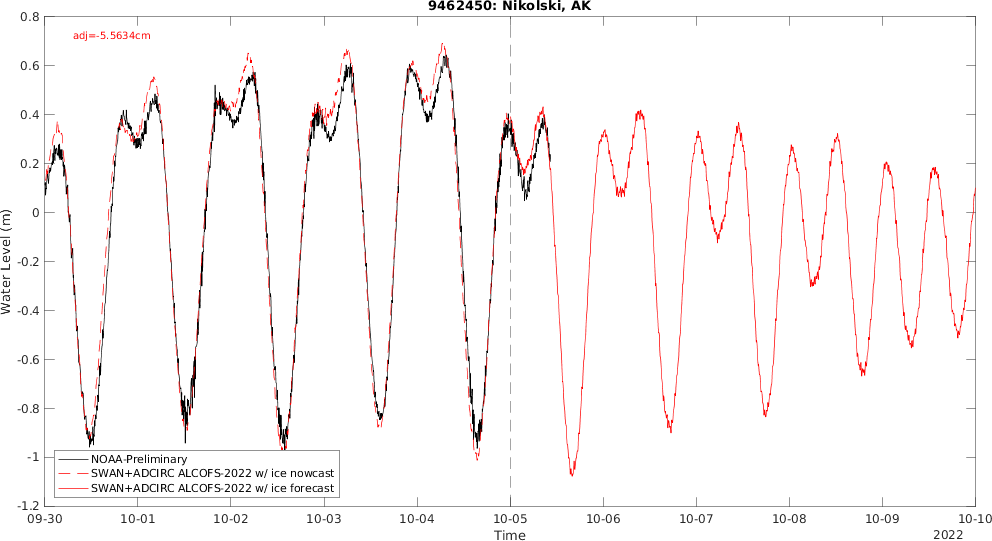 9462450: Nikolski, AK
adj=-5.5634cm
0.8
0.6
0.4
0.2
0
-0.2
-0.4
-0.6
-0.8
-1
-1.2
Water Level (m)
NOAA-Preliminary
SWAN+ADCIRC ALCOFS-2022 w/ ice nowcast
SWAN+ADCIRC ALCOFS-2022 w/ ice forecast
09-30 10-01 10-02 10-03 10-04 10-05 10-06 10-07 10-08 10-09 10-10
Time
2022